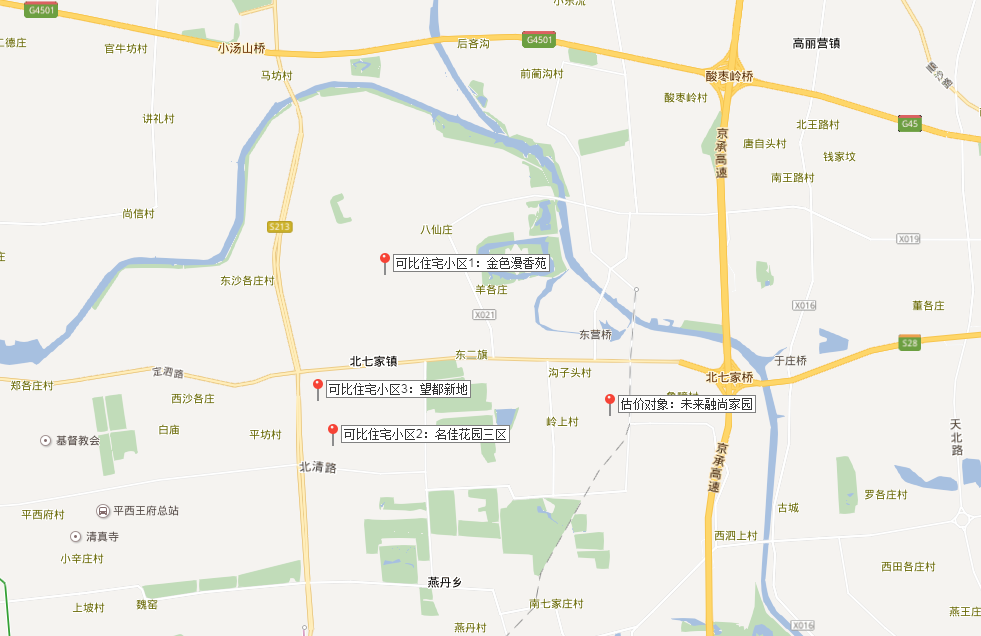 G4501
仁德庄
官牛坊村
小汤山桥
后吝沟
G4501
高丽营镇
马坊村
前蔺沟村
酸枣岭桥
酸枣岭村
讲礼村
G45
京承高速
唐自头村
北王路村
钱家坟
南王路村
尚信村
S213
八仙庄
X019
可比住宅小区1：金色漫香苑
东沙各庄村
羊各庄
X021
X016
董各庄
东营桥
S28
定泗路
北七家镇
东二旗
于庄桥
郑各庄村
可比住宅小区3：望都新地
沟子头村
北七家桥
西沙各庄
估价对象：未来融尚家园
白庙
平坊村
可比住宅小区2：名佳花园三区
岭上村
天北路
基督教会
北清路
京承高速
罗各庄村
平西府村
平西王府总站
古城
清真寺
西泗上村
小辛庄村
西田各庄村
燕丹乡
上坡村
魏窑
南七家庄村
燕王庄
燕丹村
X016